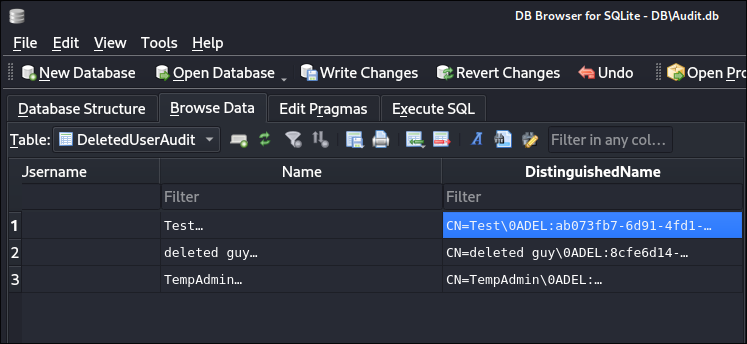 DB Browser for SQLite - DB\Audit.db
File Edit View Tools Help
New Database Open Database Write Changes Revert Changes Undo Open Pro
Database Structure Browse Data Edit Pragmas Execute SQL
Table: DeletedUserAudit Filter in any col...
Username Name DistinguishedName
Filter Filter
1 Test… CN=Test\0ADEL:ab073fb7-6d91-4fd1-…
2 deleted guy… CN=deleted guy\0ADEL:8cfe6d14-…
3 TempAdmin… CN=TempAdmin\0ADEL:…